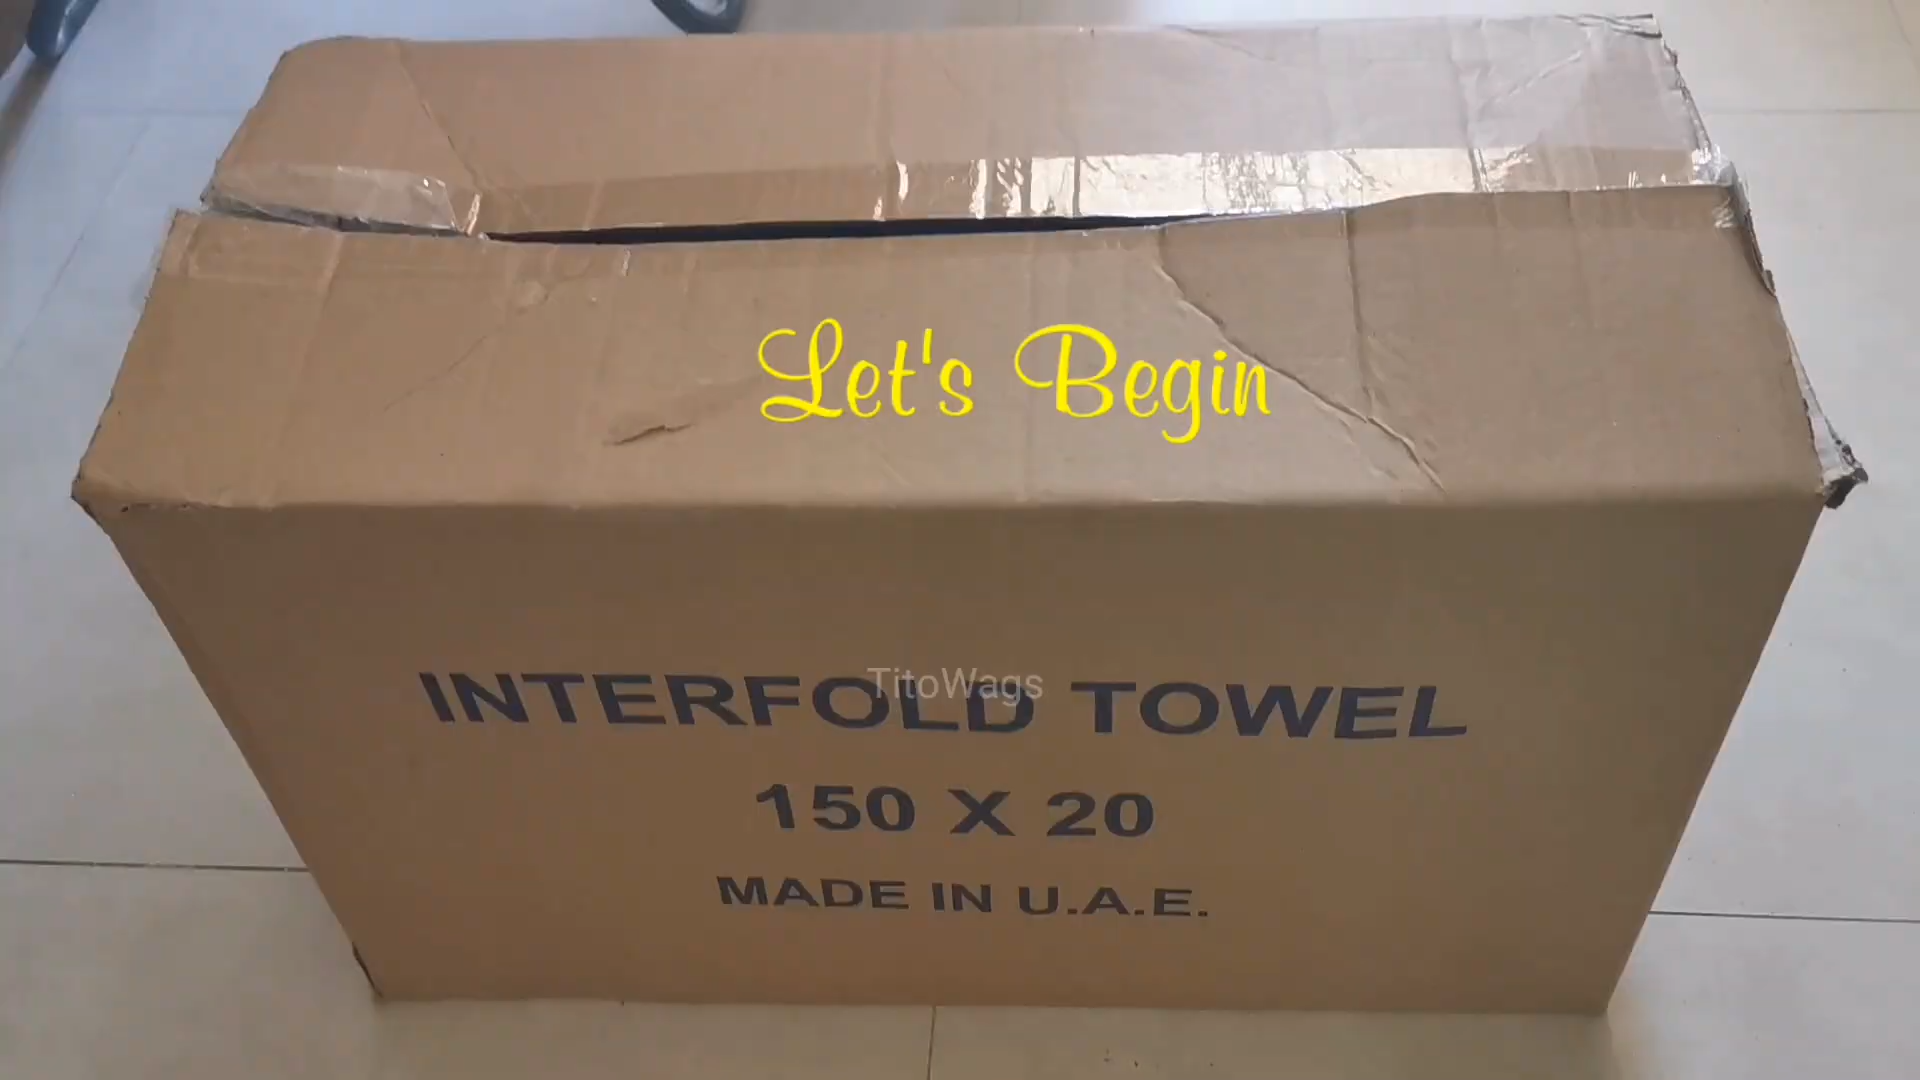 Let's Begin
TitoWags
INTERFOLD TOWEL
150 X 20
MADE IN U.A.E.